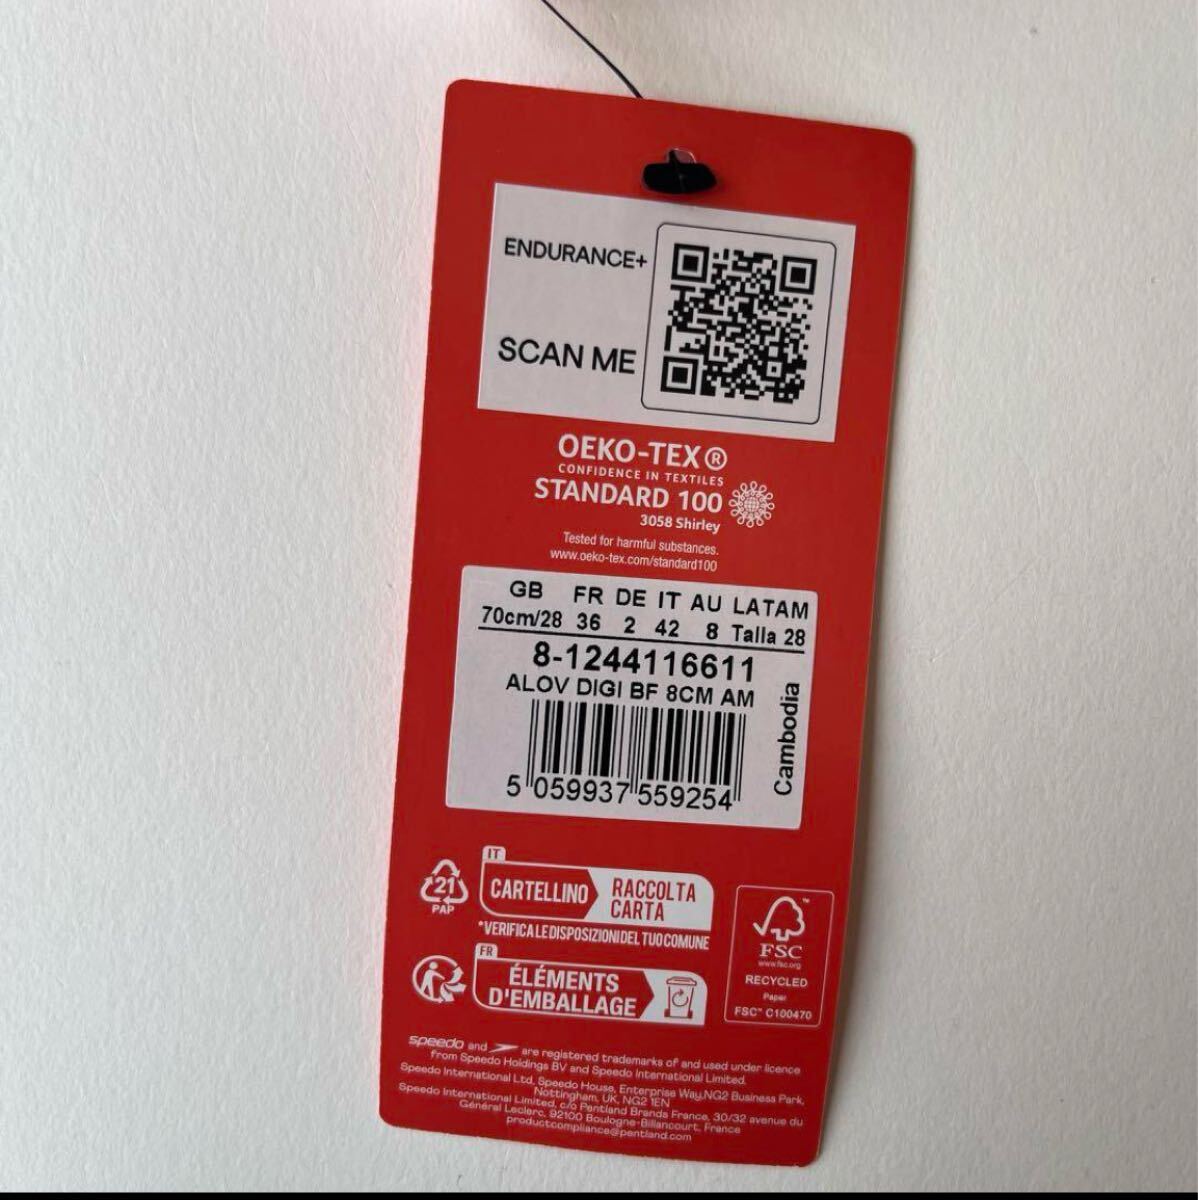 ENDURANCE+
SCAN ME
OEKO-TEX®
CONFIDENCE IN TEXTILES
STANDARD 100
3058 Shirley
Tested for harmful substances.
www.oeko-tex.com/standard100
GB FR DE IT AU LATAM
70cm/28 36 2 42 8 Talla 28
8-1244116611
ALOV DIGI BF 8CM AM
Cambodia
5 059937 559254
21
PAP
IT
CARTELLINO
RACCOLTA
CARTA
*VERIFICA LE DISPOSIZIONI DEL TUO COMUNE
FR
ÉLÉMENTS
D'EMBALLAGE
FSC
™
www.fsc.org
RECYCLED
Paper
FSC™ C100470
speedo and are registered trademarks of and used under licence
from Speedo Holdings BV and Speedo International Limited.
Speedo International Ltd, Speedo House, Enterprise Way,NG2 Business Park,
Nottingham, UK, NG2 1EN
Speedo International Limited, c/o Pentland Brands France, 30/32 avenue du
Général Leclerc, 92100 Boulogne-Billancourt, France
productcompliance@pentland.com